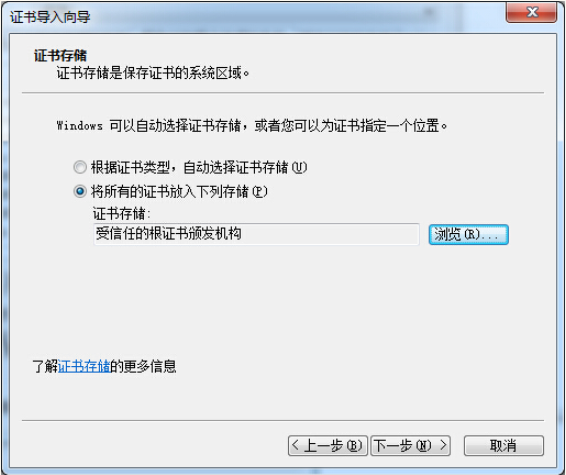 证书导入向导
证书存储
证书存储是保存证书的系统区域。
Windows 可以自动选择证书存储，或者您可以为证书指定一个位置。
根据证书类型，自动选择证书存储(U)
将所有的证书放入下列存储(P)
证书存储:
受信任的根证书颁发机构
浏览(R)...
了解证书存储的更多信息
< 上一步(B) 下一步(N) > 取消